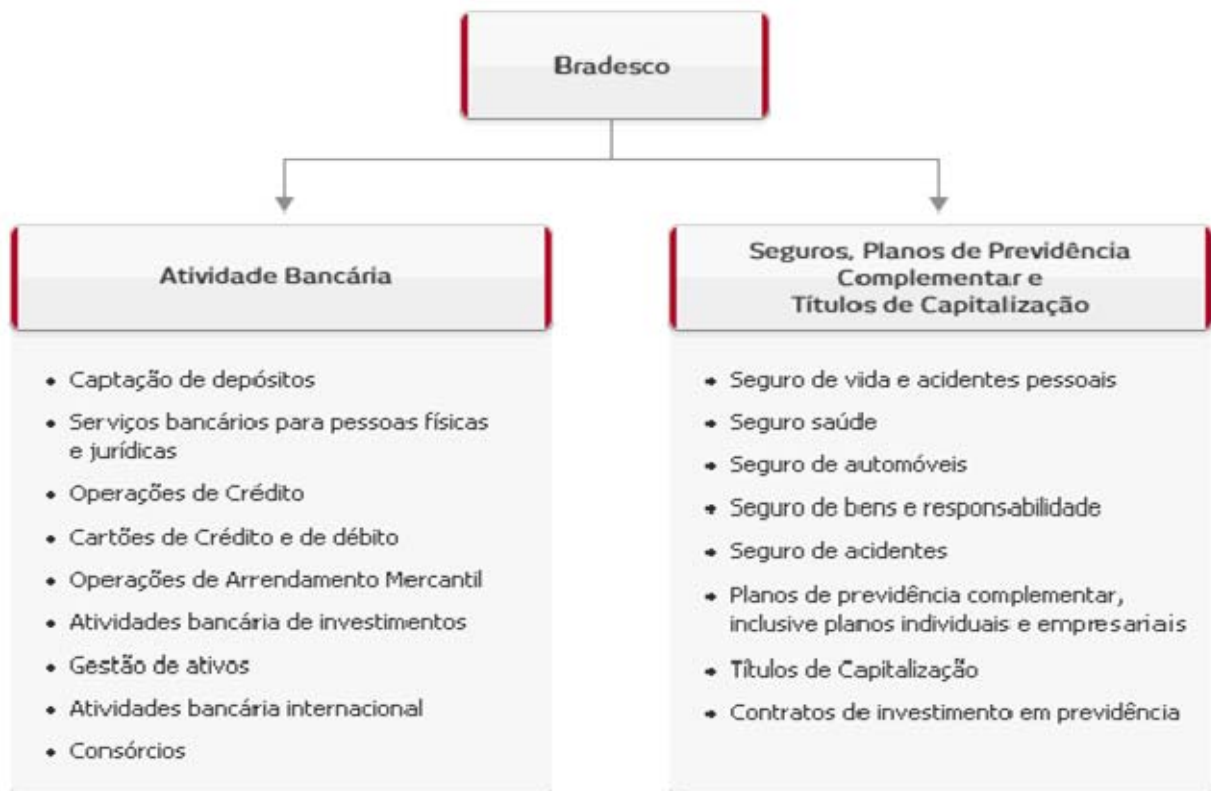 Bradesco
Atividade Bancária
• Captação de depósitos
• Serviços bancários para pessoas físicas
e jurídicas
• Operações de Crédito
• Cartões de Crédito e de débito
• Operações de Arrendamento Mercantil
• Atividades bancária de investimentos
• Gestão de ativos
• Atividades bancária internacional
• Consórcios
Seguros, Planos de Previdência
Complementar e
Títulos de Capitalização
• Seguro de viida e acidentes pessoais
• Seguro saúde
• Seguro de automóveis
• Seguro de bens e responsabilidade
• Seguro de acidentes
• Planos de previdência complementar,
inclusive planos individuais e empresariais
• Títulos de Capitalização
• Contratos de investimento em previdência